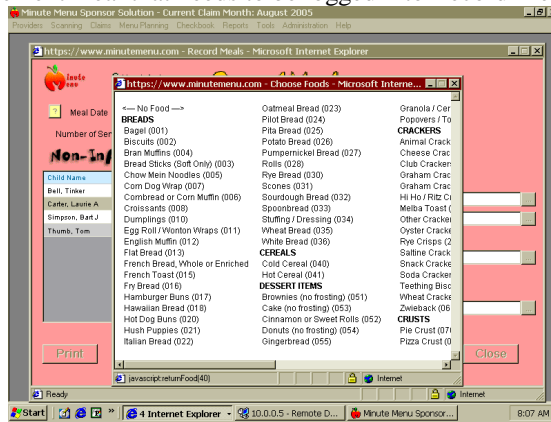 Minute Menu Sponsor Solution - Current Claim Month: August 2005
Providers Scanning Claims Menu Planning Checkbook Reports Tools Administration Help
https://www.minutemenu.com - Record Meals - Microsoft Internet Explorer
https://www.minutemenu.com - Choose Foods - Microsoft Interne...
minute
menu
? Meal Date
Number of Ser
Non-Inf
Child Name
Bell, Tinker
Carter, Laurie A
Simpson, Bart J
Thumb, Tom
<--- No Food --->
BREADS
Bagel (001)
Biscuits (002)
Bran Muffins (004)
Bread Sticks (Soft Only) (003)
Chow Mein Noodles (005)
Corn Dog Wrap (007)
Cornbread or Corn Muffin (006)
Croissants (008)
Dumplings (010)
Egg Roll / Wonton Wraps (011)
English Muffin (012)
Flat Bread (013)
French Bread, Whole or Enriched
French Toast (015)
Fry Bread (016)
Hamburger Buns (017)
Hawaiian Bread (018)
Hot Dog Buns (020)
Hush Puppies (021)
Italian Bread (022)
Oatmeal Bread (023)
Pilot Bread (024)
Pita Bread (025)
Potato Bread (026)
Pumpernickel Bread (027)
Rolls (028)
Rye Bread (030)
Scones (031)
Sourdough Bread (032)
Spoonbread (033)
Stuffing / Dressing (034)
Wheat Bread (035)
White Bread (036)
CEREALS
Cold Cereal (040)
Hot Cereal (041)
DESSERT ITEMS
Brownies (no frosting) (051)
Cake (no frosting) (053)
Cinnamon or Sweet Rolls (052)
Donuts (no frosting) (054)
Gingerbread (055)
Granola / Cer
Popovers / To
CRACKERS
Animal Crack
Cheese Crac
Club Cracker
Graham Crac
Graham Crac
Hi Ho / Ritz C
Melba Toast (
Other Cracker
Oyster Cracke
Rye Crisps (2
Saltine Crack
Snack Cracke
Soda Cracker
Teething Bisc
Wheat Cracke
Zwieback (06
CRUSTS
Pie Crust (07
Pizza Crust (0
Print
Close
javascript:returnFood(40)
Internet
Ready
Internet
Start
4 Internet Explorer
10.0.0.5 - Remote D...
Minute Menu Sponsor...
8:07 AM